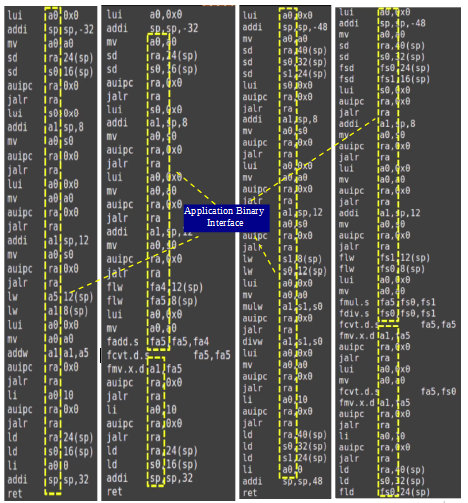 lui a0,0x0
addi sp,sp,-32
mv a0,a0
sd ra,24(sp)
sd s0,16(sp)
auipc ra,0x0
jalr ra
lui s0,0x0
addi a1,sp,8
mv a0,s0
auipc ra,0x0
jalr ra
lui a0,0x0
mv a0,a0
auipc ra,0x0
jalr ra
addi a1,sp,12
mv a0,s0
auipc ra,0x0
jalr ra
lw a5,12(sp)
lw a1,8(sp)
lui a0,0x0
mv a0,a0
addw a1,a1,a5
auipc ra,0x0
jalr ra
li a0,10
auipc ra,0x0
jalr ra
ld ra,24(sp)
ld s0,16(sp)
li a0,0
addi sp,sp,32
ret
lui a0,0x0
addi sp,sp,-32
mv a0,a0
sd ra,24(sp)
sd s0,16(sp)
auipc ra,0x0
jalr ra
lui s0,0x0
addi a1,sp,8
mv a0,s0
auipc ra,0x0
jalr ra
lui a0,0x0
mv a0,a0
auipc ra,0x0
jalr ra
addi a1,sp,12
mv a0,s0
auipc ra,0x0
jalr ra
flw fa4,12(sp)
flw fa5,8(sp)
lui a0,0x0
mv a0,a0
fadd.s fa5,fa5,fa4
fcvt.d.s fa5,fa5
fmv.x.d a1,fa5
auipc ra,0x0
jalr ra
li a0,10
auipc ra,0x0
jalr ra
ld ra,24(sp)
ld s0,16(sp)
addi sp,sp,32
ret
Application Binary
Interface
lui a0,0x0
addi sp,sp,-48
mv a0,a0
sd ra,40(sp)
sd s0,32(sp)
sd s1,24(sp)
lui s0,0x0
auipc ra,0x0
jalr ra
addi a1,sp,8
mv a0,s0
auipc ra,0x0
jalr ra
lui a0,0x0
mv a0,a0
auipc ra,0x0
jalr ra
addi a1,sp,12
mv a0,s0
auipc ra,0x0
jalr ra
lw s1,8(sp)
lw s0,12(sp)
lui a0,0x0
mv a0,a0
mulw a1,s1,s0
auipc ra,0x0
jalr ra
divw a1,s1,s0
lui a0,0x0
mv a0,a0
auipc ra,0x0
jalr ra
li a0,10
auipc ra,0x0
jalr ra
ld ra,40(sp)
ld s0,32(sp)
ld s1,24(sp)
li a0,0
addi sp,sp,48
ret
lui a0,0x0
addi sp,sp,-48
mv a0,a0
sd ra,40(sp)
sd s0,32(sp)
fsd fs0,24(sp)
fsd fs1,16(sp)
lui s0,0x0
auipc ra,0x0
jalr ra
addi a1,sp,8
mv a0,s0
auipc ra,0x0
jalr ra
lui a0,0x0
mv a0,a0
auipc ra,0x0
jalr ra
addi a1,sp,12
mv a0,s0
auipc ra,0x0
jalr ra
flw fs1,12(sp)
flw fs0,8(sp)
lui a0,0x0
mv a0,a0
fmul.s fa5,fs0,fs1
fdiv.s fs0,fs0,fs1
fcvt.d.s fa5,fa5
fmv.x.d a1,fa5
auipc ra,0x0
jalr ra
lui a0,0x0
mv a0,a0
fcvt.d.s fa5,fs0
fmv.x.d a1,fa5
auipc ra,0x0
jalr ra
li a0,10
auipc ra,0x0
jalr ra
ld ra,40(sp)
ld s0,32(sp)
fld fs0,24(sp)